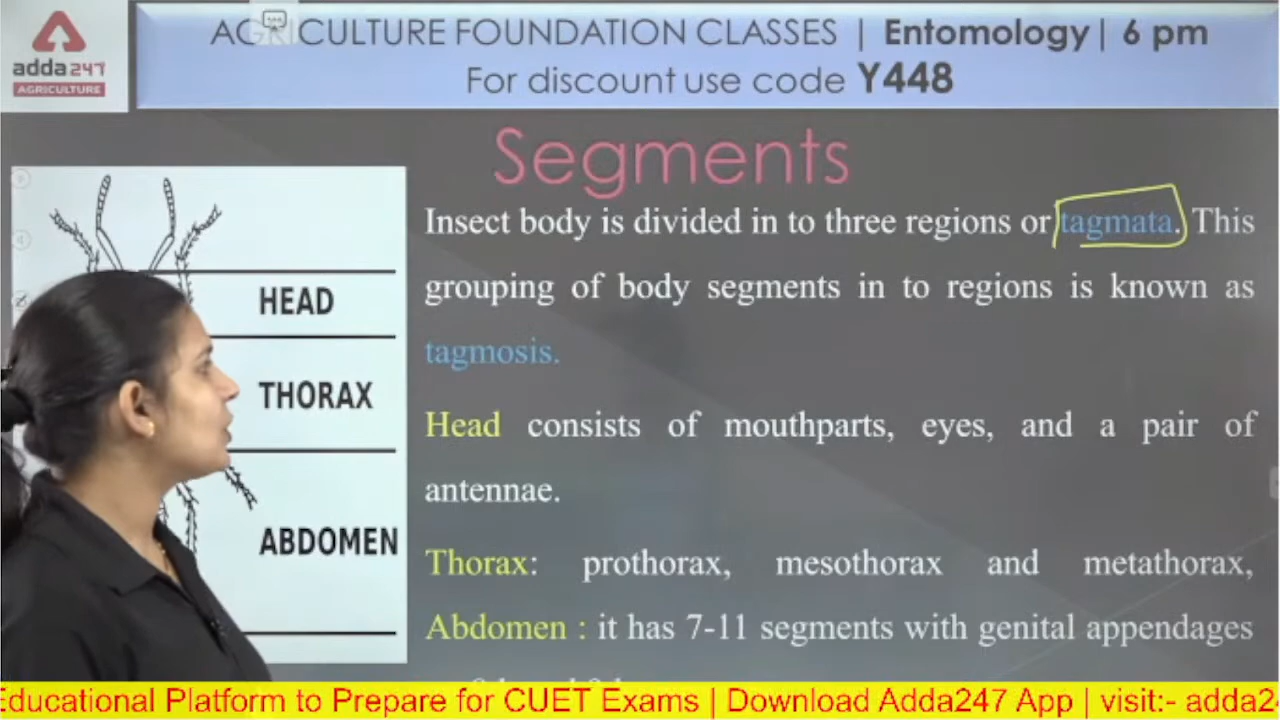 AG CULTURE FOUNDATION CLASSES | Entomology| 6 pm
For discount use code Y448
adda247
AGRICULTURE
Segments
Insect body is divided in to three regions or tagmata. This
grouping of body segments in to regions is known as
tagmosis.
Head consists of mouthparts, eyes, and a pair of
antennae.
Thorax: prothorax, mesothorax and metathorax,
Abdomen : it has 7-11 segments with genital appendages
HEAD
THORAX
ABDOMEN
Educational Platform to Prepare for CUET Exams | Download Adda247 App | visit:- adda2